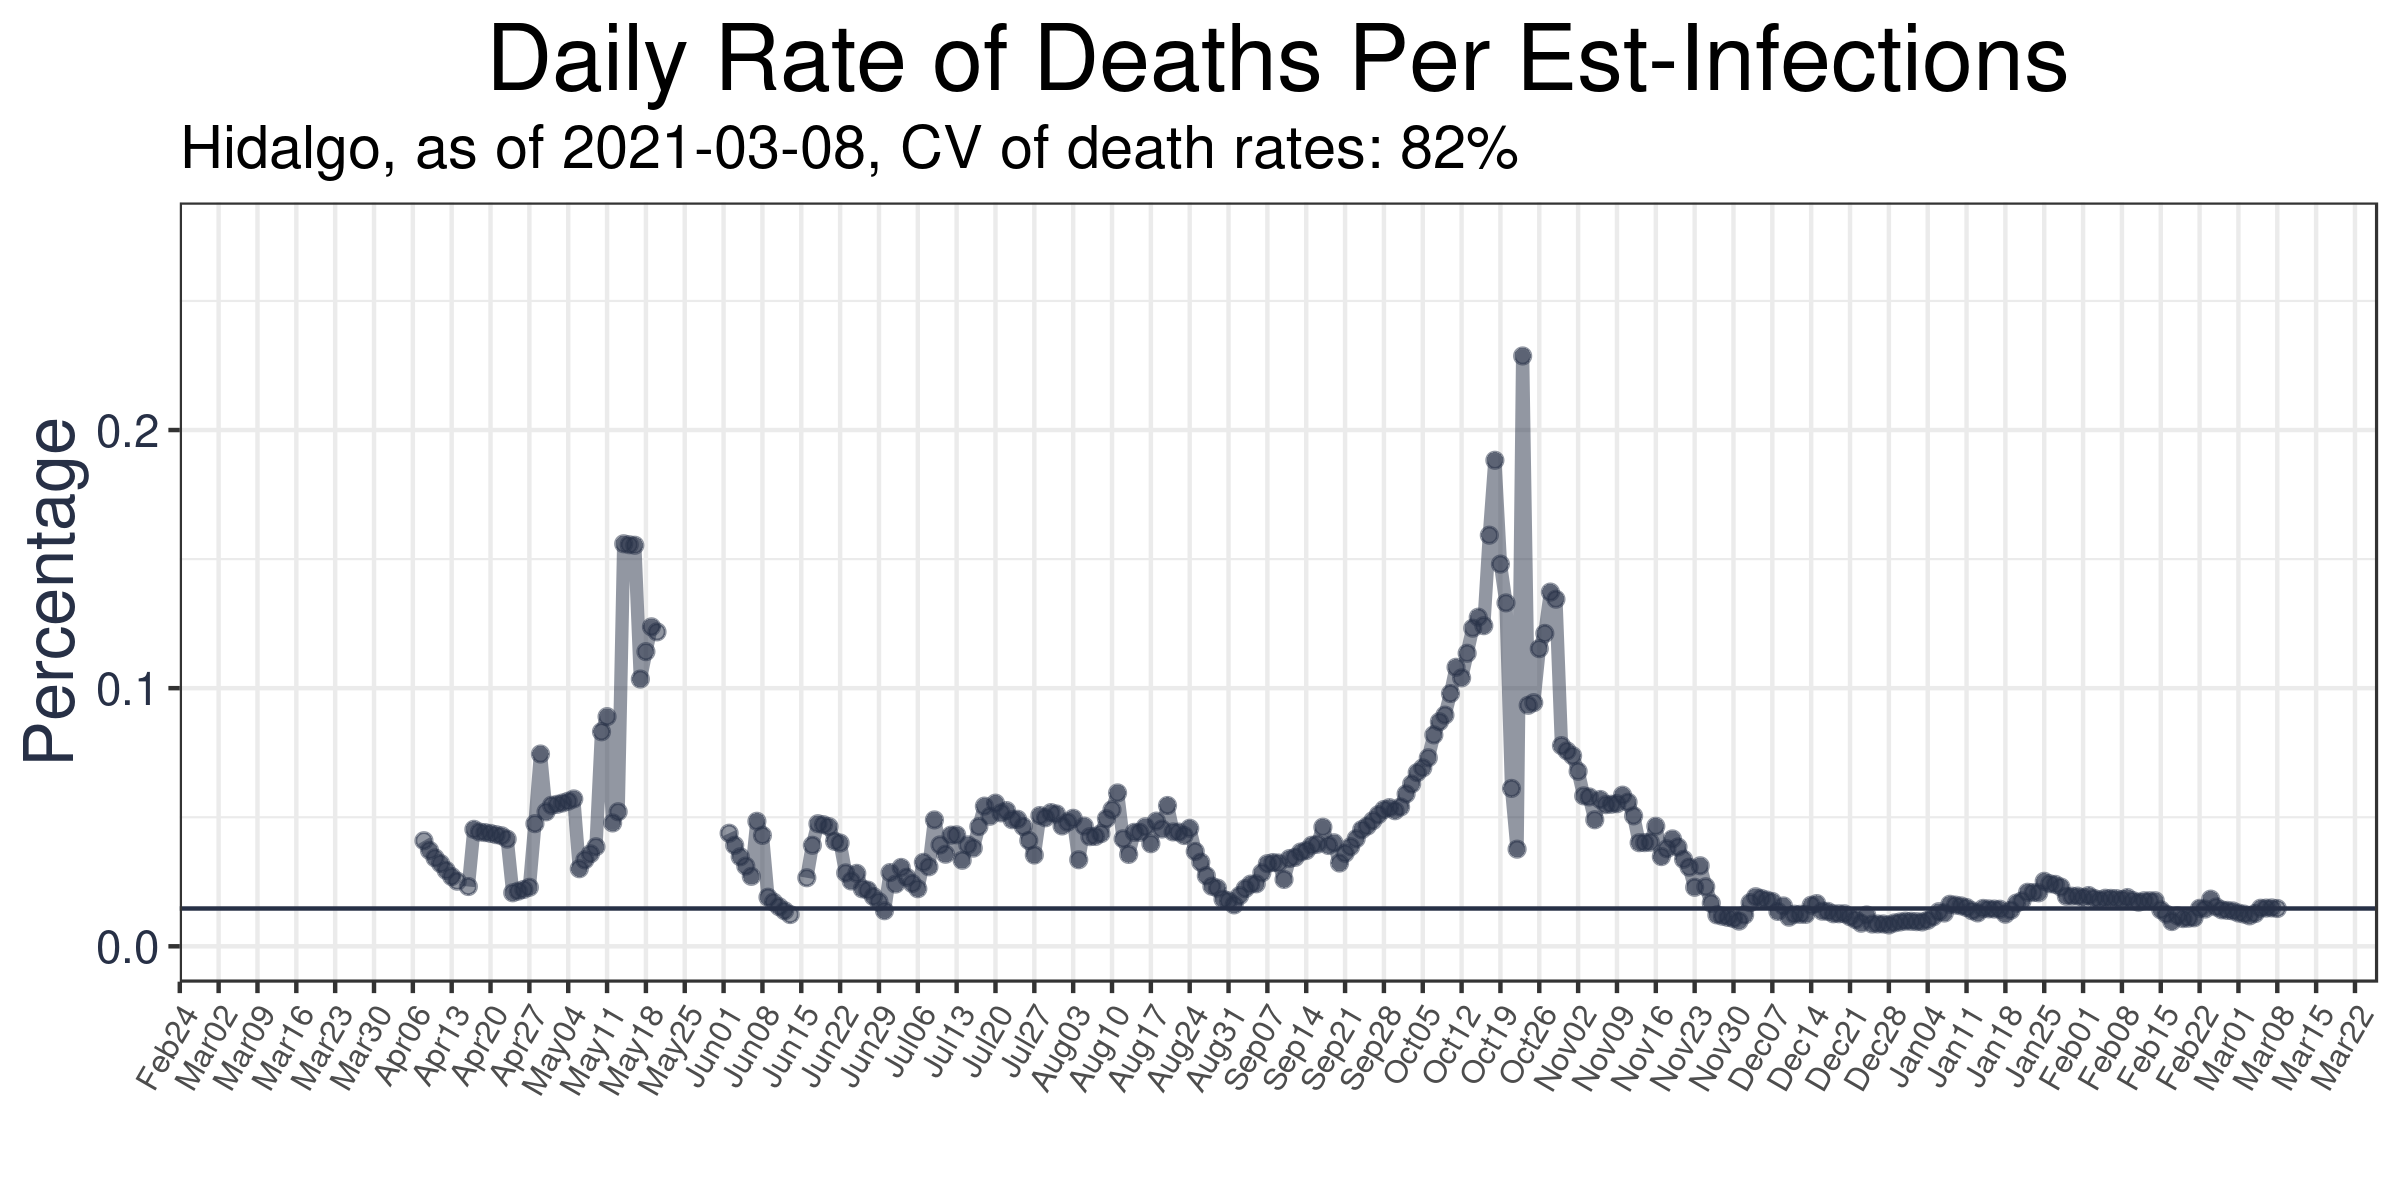 Daily Rate of Deaths Per Est-Infections
Hidalgo, as of 2021-03-08, CV of death rates: 82%
Percentage
0.2
0.1
0.0
Feb24
Mar02
Mar09
Mar16
Mar23
Mar30
Apr06
Apr13
Apr20
Apr27
May04
May11
May18
May25
Jun01
Jun08
Jun15
Jun22
Jun29
Jul06
Jul13
Jul20
Jul27
Aug03
Aug10
Aug17
Aug24
Aug31
Sep07
Sep14
Sep21
Sep28
Oct05
Oct12
Oct19
Oct26
Nov02
Nov09
Nov16
Nov23
Nov30
Dec07
Dec14
Dec21
Dec28
Jan04
Jan11
Jan18
Jan25
Feb01
Feb08
Feb15
Feb22
Mar01
Mar08
Mar15
Mar22